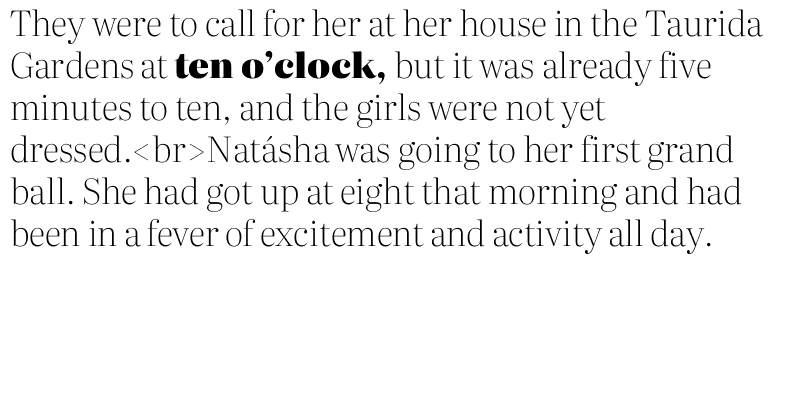 They were to call for her at her house in the Taurida
Gardens at ten o’clock, but it was already five
minutes to ten, and the girls were not yet
dressed.<br>Natásha was going to her first grand
ball. She had got up at eight that morning and had
been in a fever of excitement and activity all day.